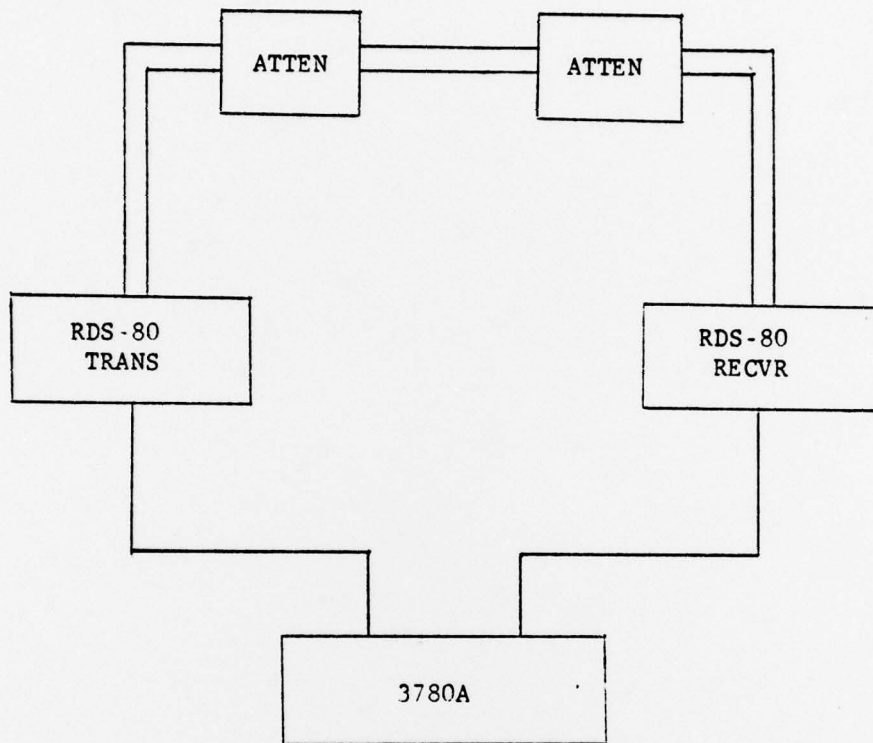 ATTEN
ATTEN
RDS-80
TRANS
RDS-80
RECVR
3780A